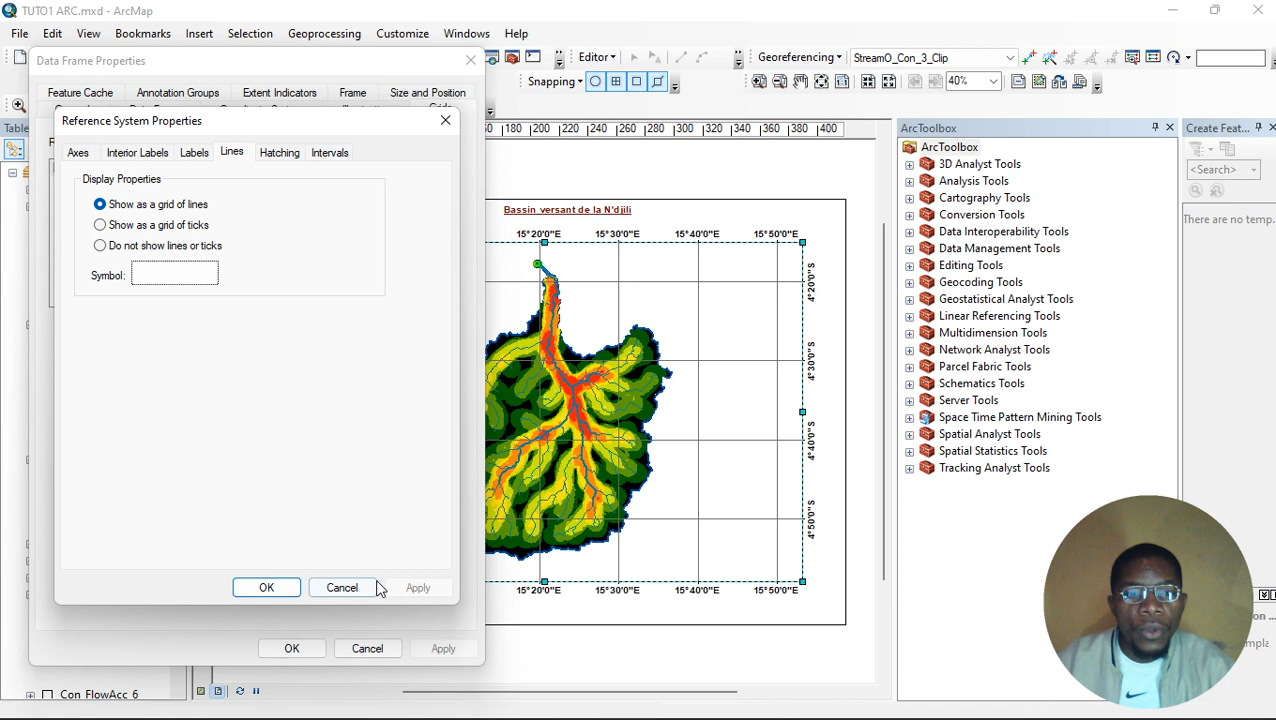 TUTO1 ARC.mxd - ArcMap
File Edit View Bookmarks Insert Selection Geoprocessing Customize Windows Help
Data Frame Properties
Editor
Georeferencing
StreamO_Con_3_Clip
Feature Cache Annotation Groups Extent Indicators Frame Size and Position
Snapping
40%
Reference System Properties
180 200 220 240 260 280 300 320 340 360 380 400
Table
ArcToolbox
Create Feat...
Axes Interior Labels Labels Lines Hatching Intervals
ArcToolbox
3D Analyst Tools
<Search>
Display Properties
Analysis Tools
Show as a grid of lines
Cartography Tools
Bassin versant de la N'djili
Conversion Tools
There are no temp.
Show as a grid of ticks
Data Interoperability Tools
15°20'0"E 15°30'0"E 15°40'0"E 15°50'0"E
Do not show lines or ticks
Data Management Tools
Symbol:
Editing Tools
4°20'0"S
Geocoding Tools
Geostatistical Analyst Tools
Linear Referencing Tools
Multidimension Tools
4°30'0"S
Network Analyst Tools
Parcel Fabric Tools
Schematics Tools
Server Tools
Space Time Pattern Mining Tools
4°40'0"S
Spatial Analyst Tools
Spatial Statistics Tools
Tracking Analyst Tools
4°50'0"S
OK Cancel Apply
15°20'0"E 15°30'0"E 15°40'0"E 15°50'0"E
OK Cancel Apply
Con_FlowAcc_6